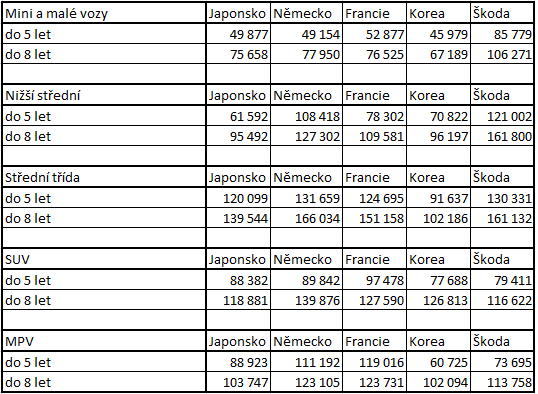 Mini a malé vozy Japonsko Německo Francie Korea Škoda
do 5 let 49 877 49 154 52 877 45 979 85 779
do 8 let 75 658 77 950 76 525 67 189 106 271
Nižší střední Japonsko Německo Francie Korea Škoda
do 5 let 61 592 108 418 78 302 70 822 121 002
do 8 let 95 492 127 302 109 581 96 197 161 800
Střední třída Japonsko Německo Francie Korea Škoda
do 5 let 120 099 131 659 124 695 91 637 130 331
do 8 let 139 544 166 034 151 158 102 186 161 132
SUV Japonsko Německo Francie Korea Škoda
do 5 let 88 382 89 842 97 478 77 688 79 411
do 8 let 118 881 139 876 127 590 126 813 116 622
MPV Japonsko Německo Francie Korea Škoda
do 5 let 88 923 111 192 119 016 60 725 73 695
do 8 let 103 747 123 105 123 731 102 094 113 758